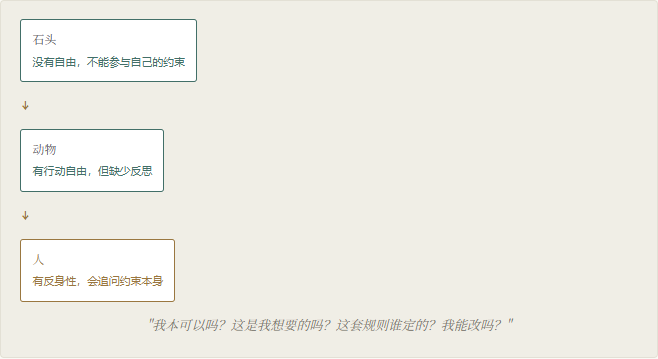 石头
没有自由，不能参与自己的约束
↓
动物
有行动自由，但缺少反思
↓
人
有反身性，会追问约束本身
"我本可以吗？这是我想要的吗？这套规则谁定的？我能改吗？"